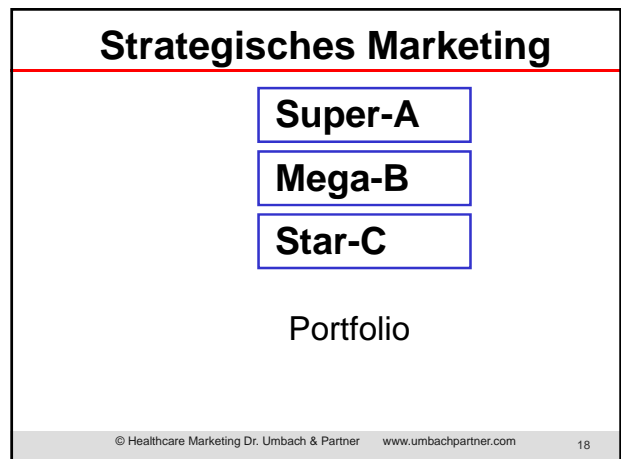 Strategisches Marketing
Super-A
Mega-B
Star-C
Portfolio
© Healthcare Marketing Dr. Umbach & Partner www.umbachpartner.com 18